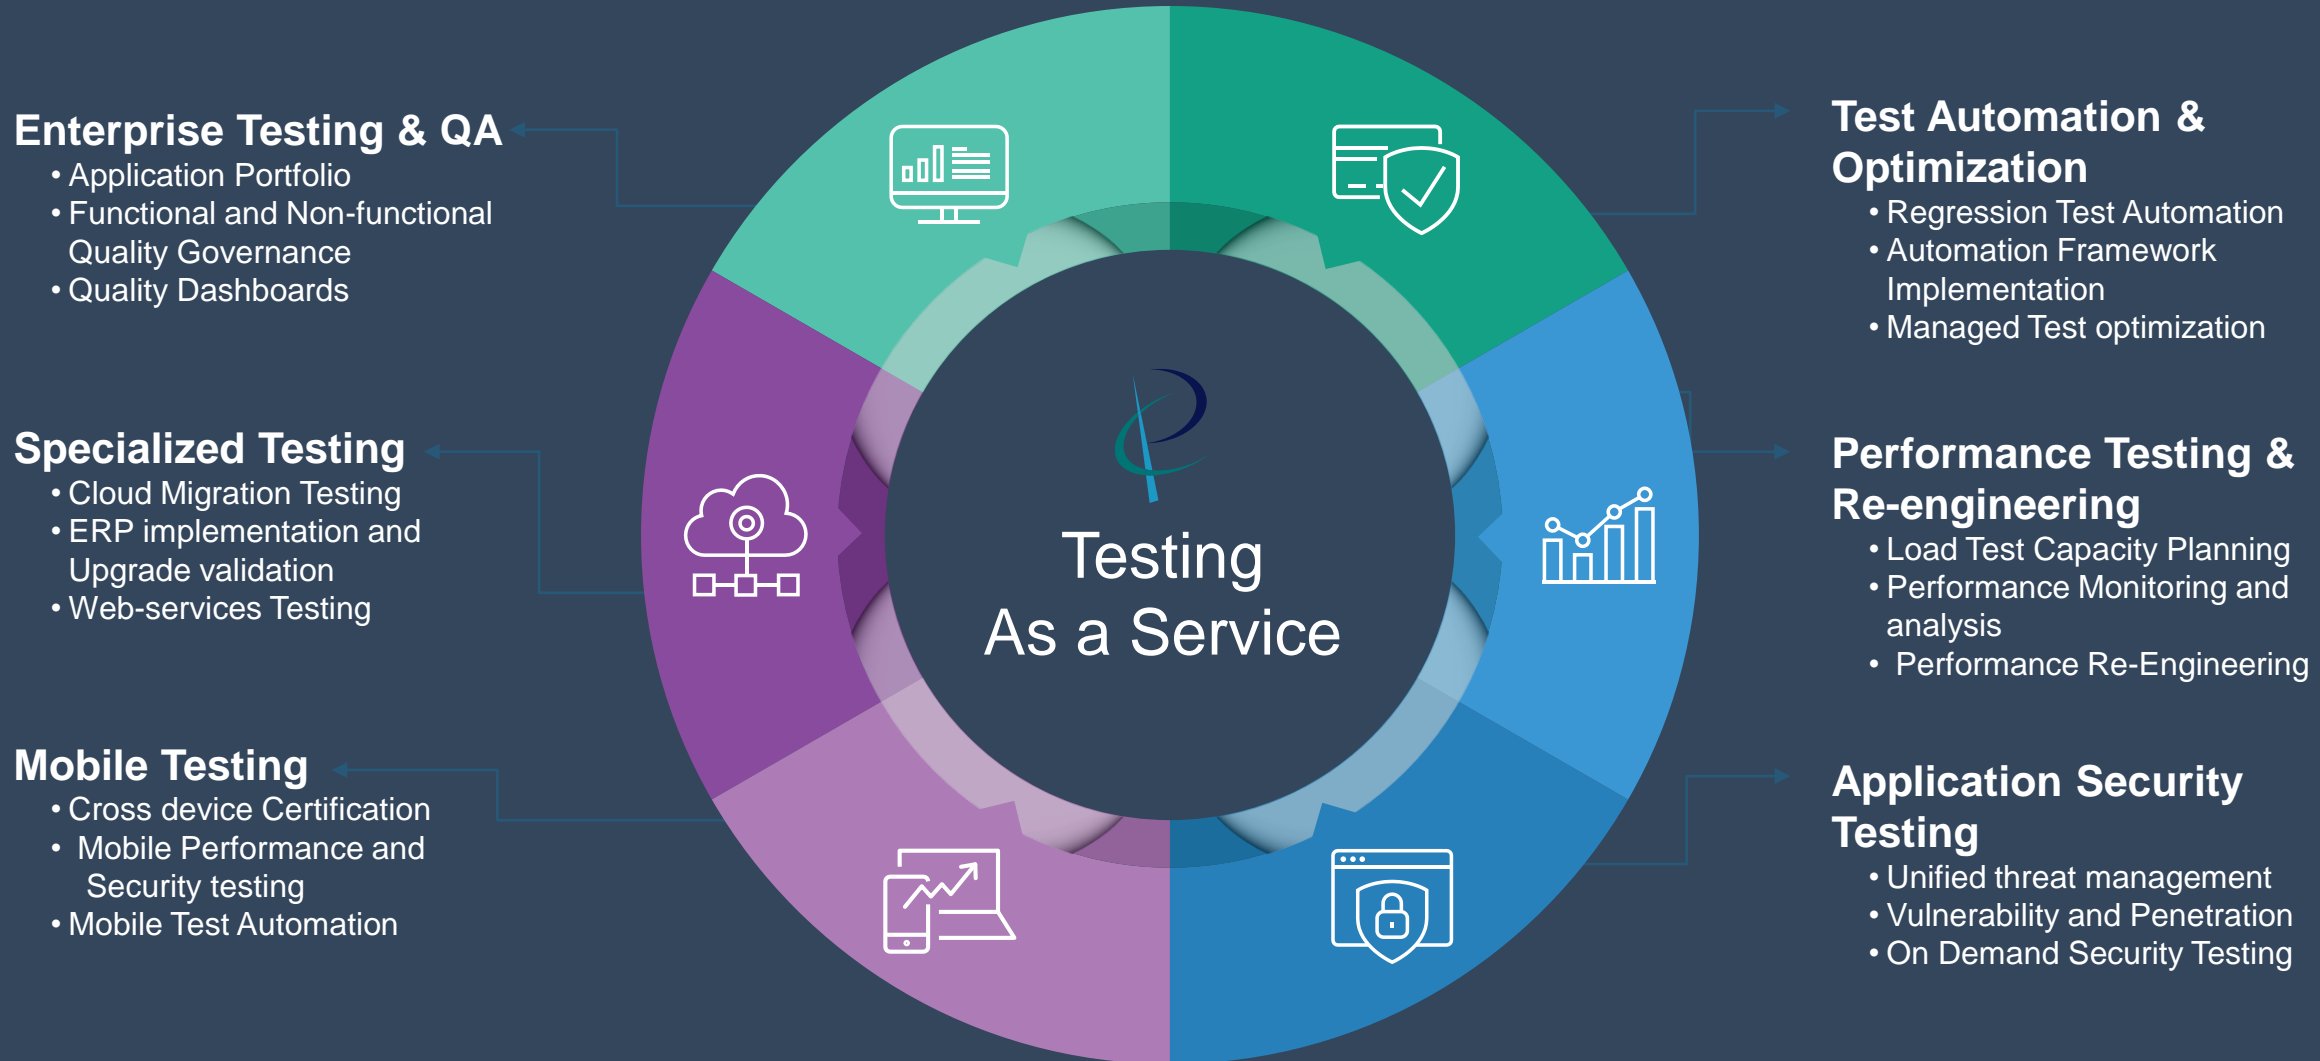 Enterprise Testing & QA
• Application Portfolio
• Functional and Non-functional
Quality Governance
• Quality Dashboards
Specialized Testing
• Cloud Migration Testing
• ERP implementation and
Upgrade validation
• Web-services Testing
Mobile Testing
• Cross device Certification
• Mobile Performance and
Security testing
• Mobile Test Automation
Testing
As a Service
Test Automation &
Optimization
• Regression Test Automation
• Automation Framework
Implementation
• Managed Test optimization
Performance Testing &
Re-engineering
• Load Test Capacity Planning
• Performance Monitoring and
analysis
• Performance Re-Engineering
Application Security
Testing
• Unified threat management
• Vulnerability and Penetration
• On Demand Security Testing